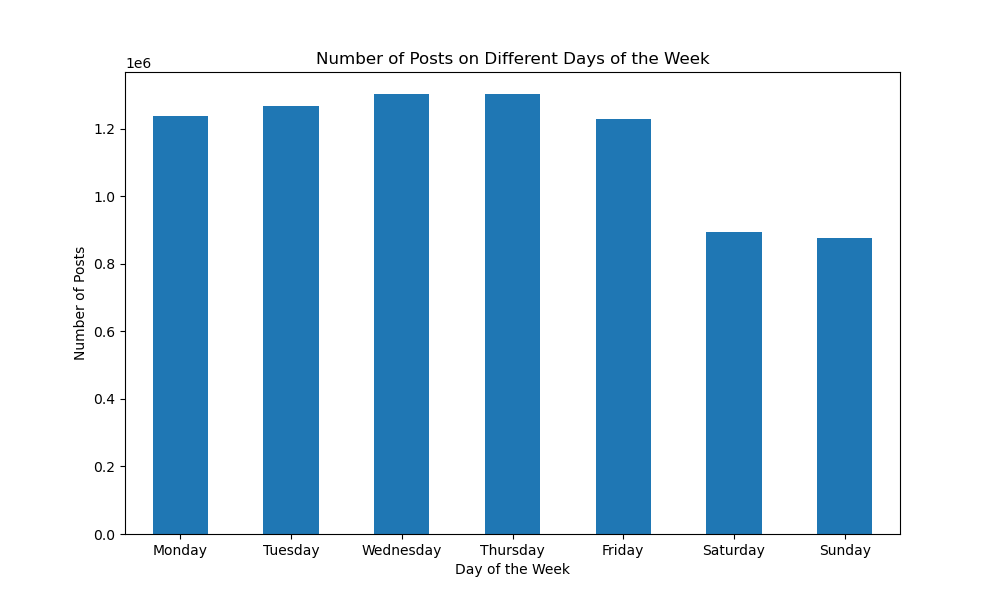 Number of Posts on Different Days of the Week
1e6
1.2
1.0
0.8
0.6
0.4
0.2
0.0
Number of Posts
Monday Tuesday Wednesday Thursday Friday Saturday Sunday
Day of the Week